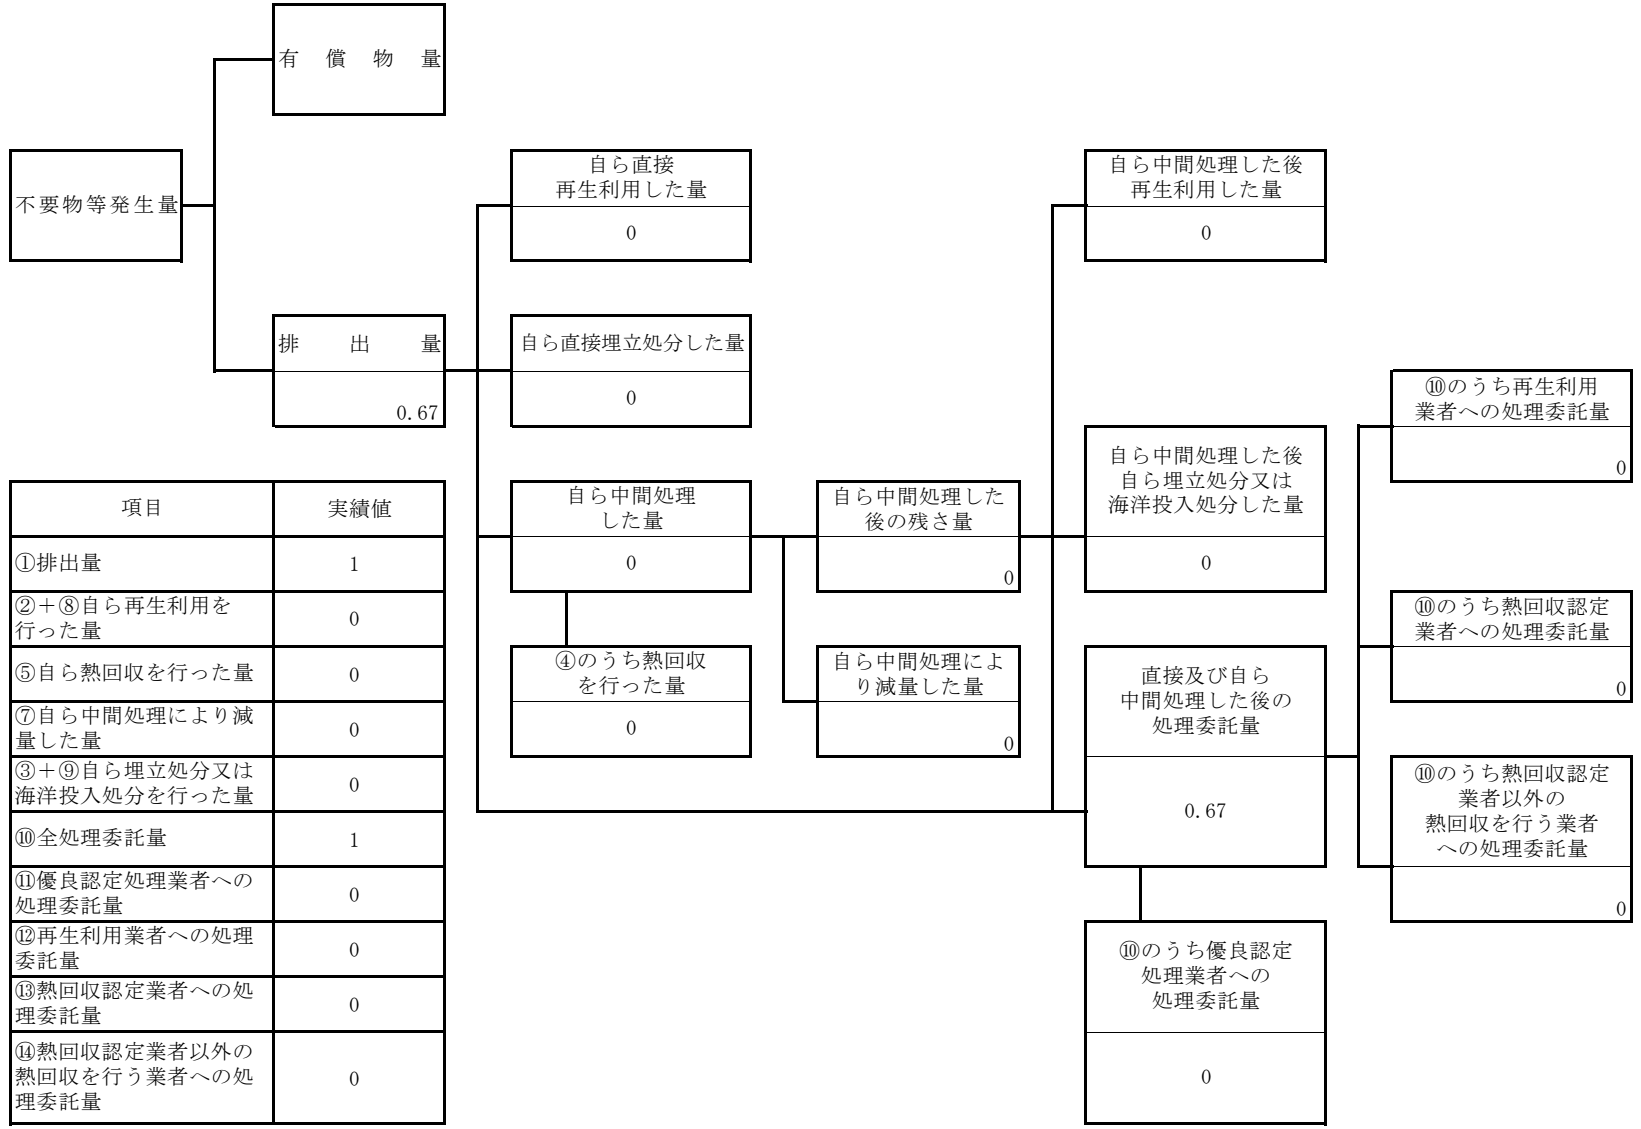 有償物量
不要物等発生量
自ら直接
再生利用した量
0
自ら中間処理した後
再生利用した量
0
排出量
0.67
自ら直接埋立処分した量
0
⑩のうち再生利用
業者への処理委託量
0
自ら中間処理
した量
0
自ら中間処理した
後の残さ量
0
自ら中間処理した後
自ら埋立処分又は
海洋投入処分した量
0
⑩のうち熱回収認定
業者への処理委託量
0
④のうち熱回収
を行った量
0
自ら中間処理によ
り減量した量
0
直接及び自ら
中間処理した後の
処理委託量
0.67
⑩のうち熱回収認定
業者以外の
熱回収を行う業者
への処理委託量
0
⑩のうち優良認定
処理業者への
処理委託量
0
項目 実績値
①排出量 1
②＋⑧自ら再生利用を
行った量 0
⑤自ら熱回収を行った量 0
⑦自ら中間処理により減
量した量 0
③＋⑨自ら埋立処分又は
海洋投入処分を行った量 0
⑩全処理委託量 1
⑪優良認定処理業者への
処理委託量 0
⑫再生利用業者への処理
委託量 0
⑬熱回収認定業者への処
理委託量 0
⑭熱回収認定業者以外の
熱回収を行う業者への処
理委託量 0